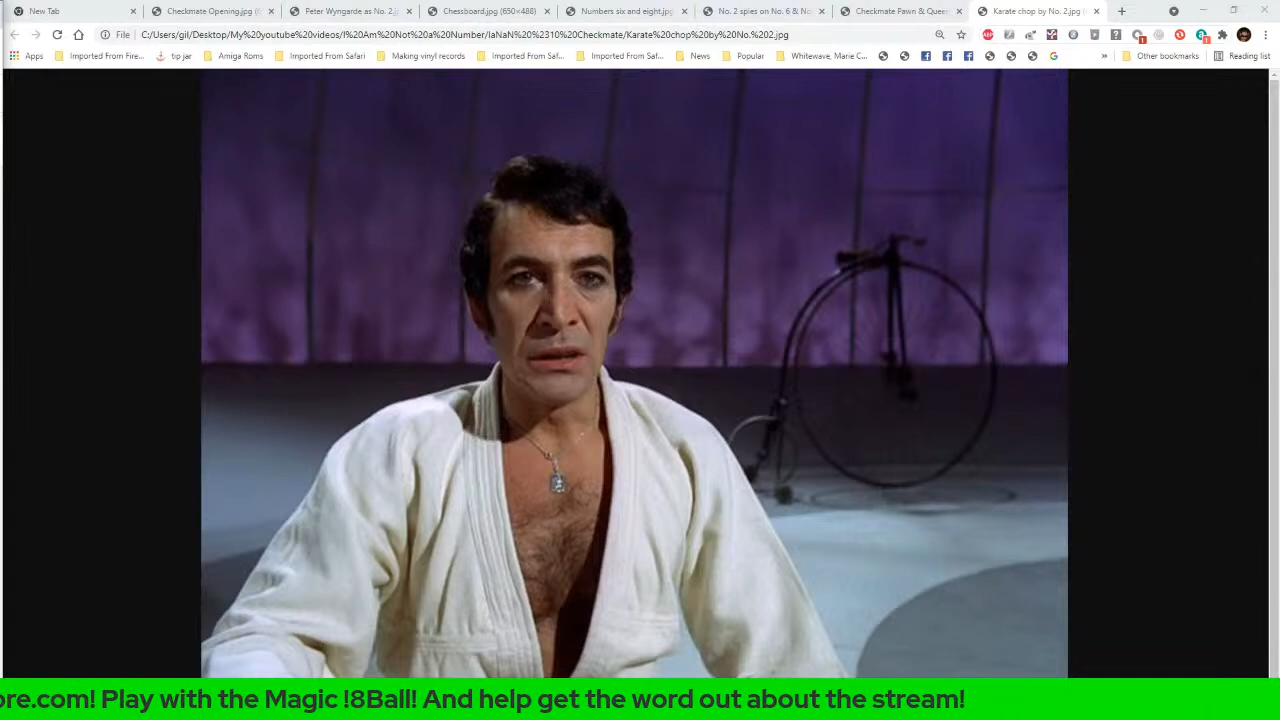 New Tab
Checkmate Opening.jpg (6
Peter Wyngarde as No. 2.j
Chessboard.jpg (650×488)
Numbers six and eight.jpg
No. 2 spies on No. 6 & No
Checkmate Pawn & Queen
Karate chop by No. 2.jpg (
File
C:/Users/gil/Desktop/My%20youtube%20videos/I%20Am%20Not%20a%20Number/IaNaN%20%2310%20Checkmate/Karate%20chop%20by%20No.%202.jpg
Apps
Imported From Fire...
tip jar
Amiga Roms
Imported From Safari
Making vinyl records
Imported From Saf...
Imported From Saf...
News
Popular
Whitewave, Marie C...
»
Other bookmarks
Reading list
ore.com! Play with the Magic !8Ball! And help get the word out about the stream!